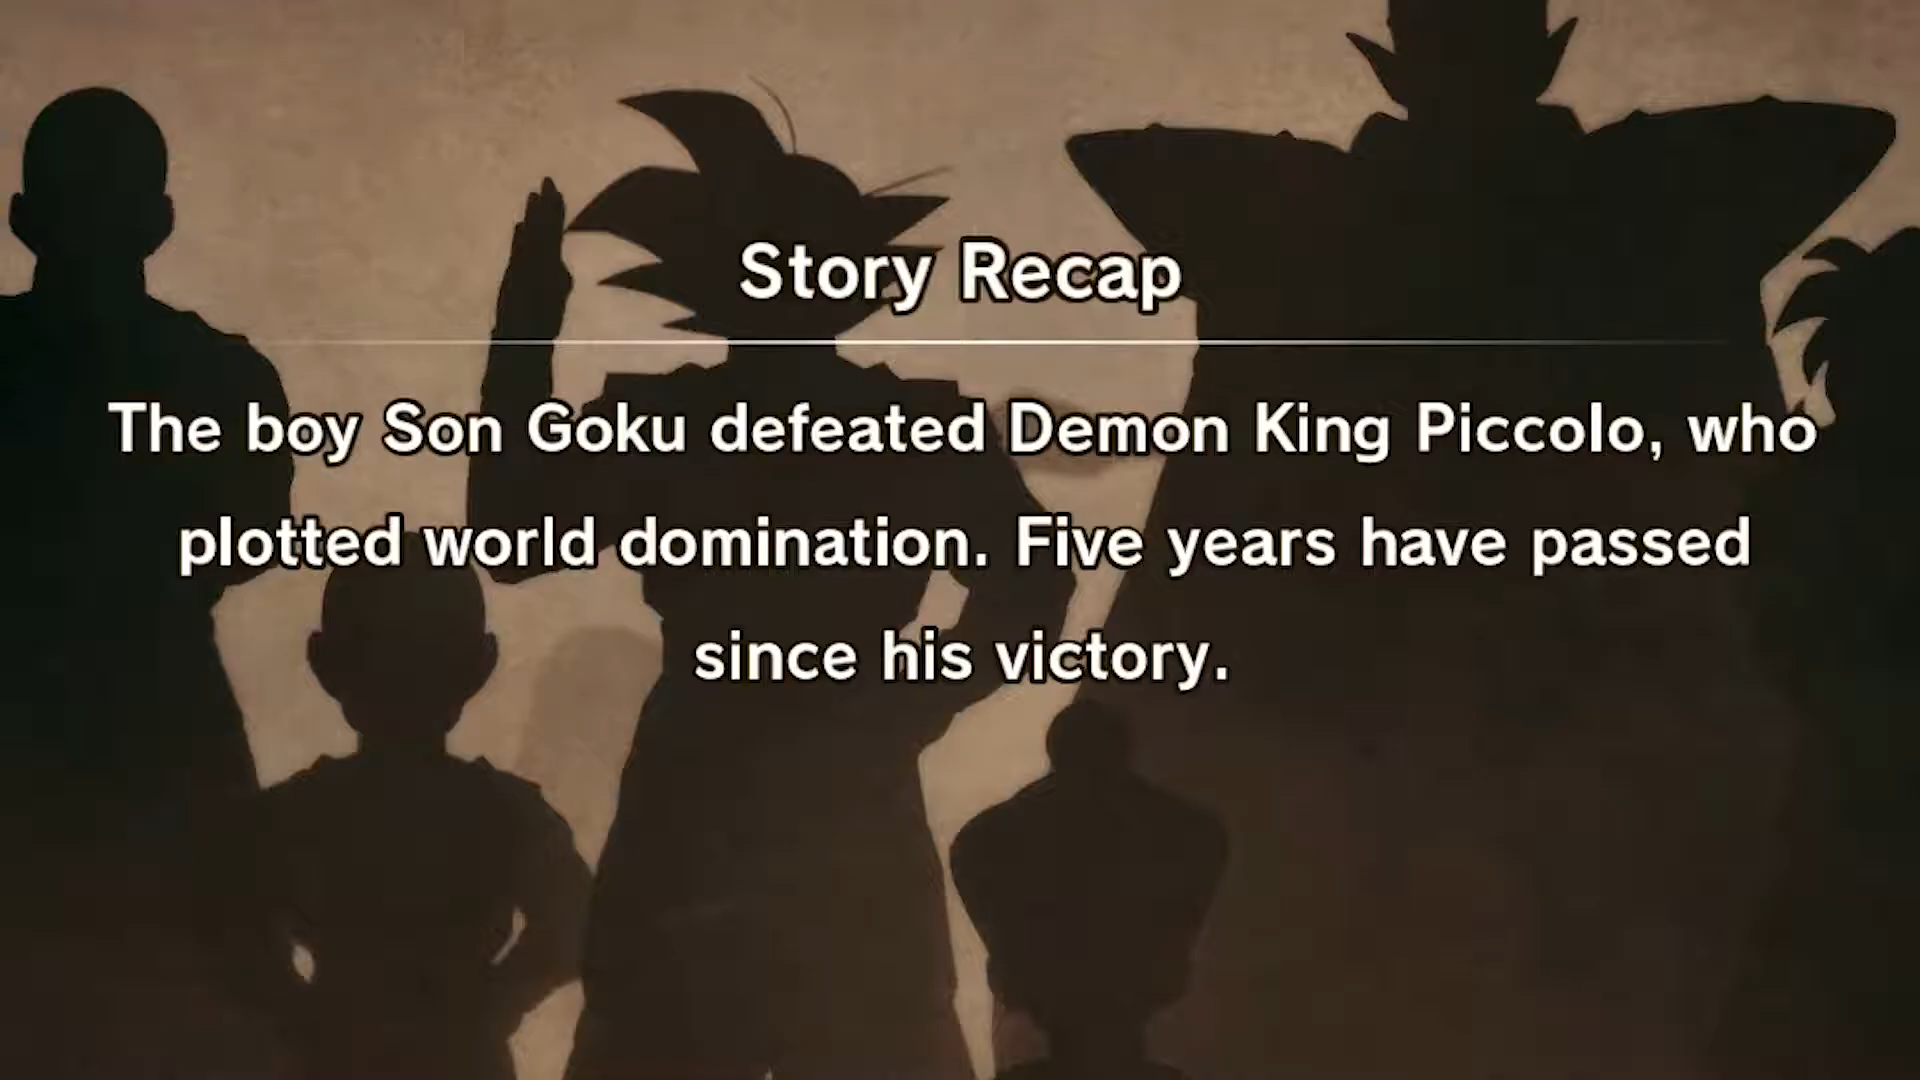 Story Recap
The boy Son Goku defeated Demon King Piccolo, who
plotted world domination. Five years have passed
since his victory.